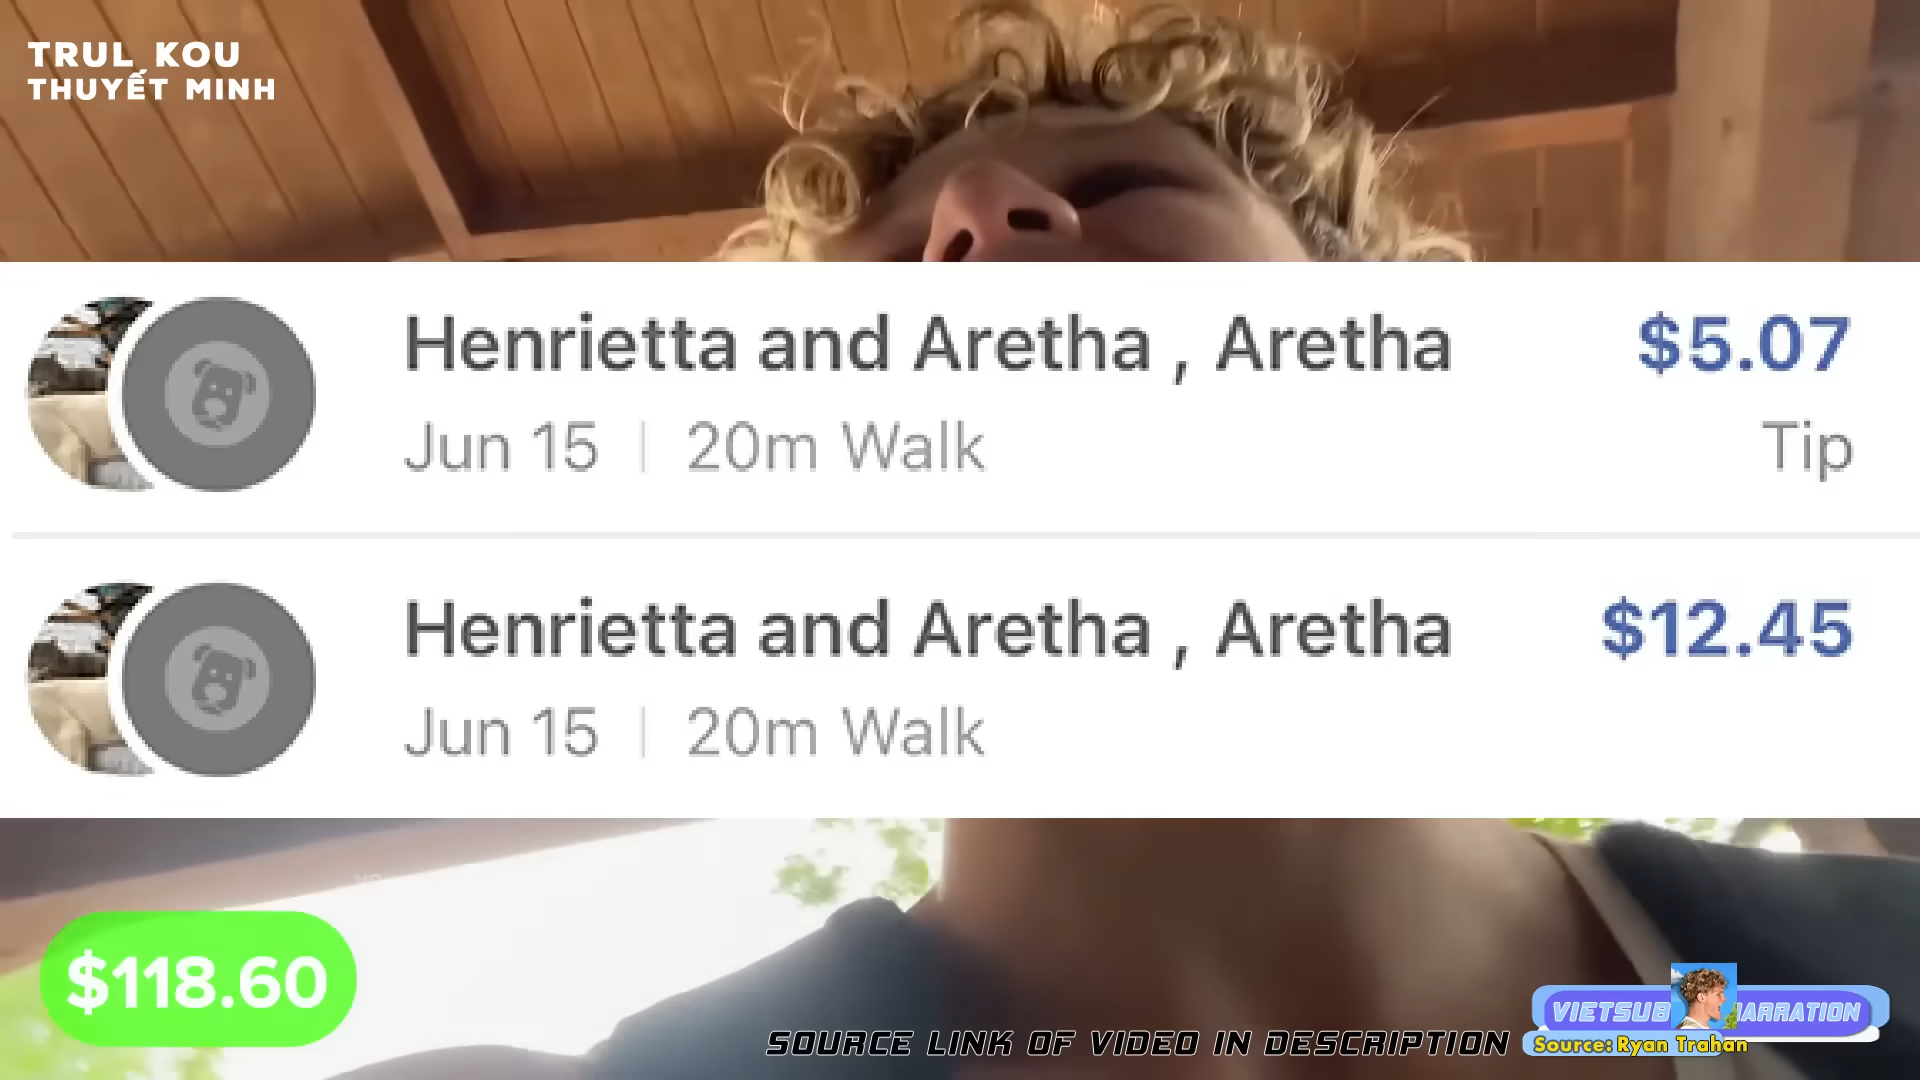 TRUL KOU
THUYẾT MINH
Henrietta and Aretha , Aretha
$5.07
Jun 15 | 20m Walk
Tip
Henrietta and Aretha , Aretha
$12.45
Jun 15 | 20m Walk
$118.60
SOURCE LINK OF VIDEO IN DESCRIPTION
VIETSUB
NARRATION
Source: Ryan Trahan